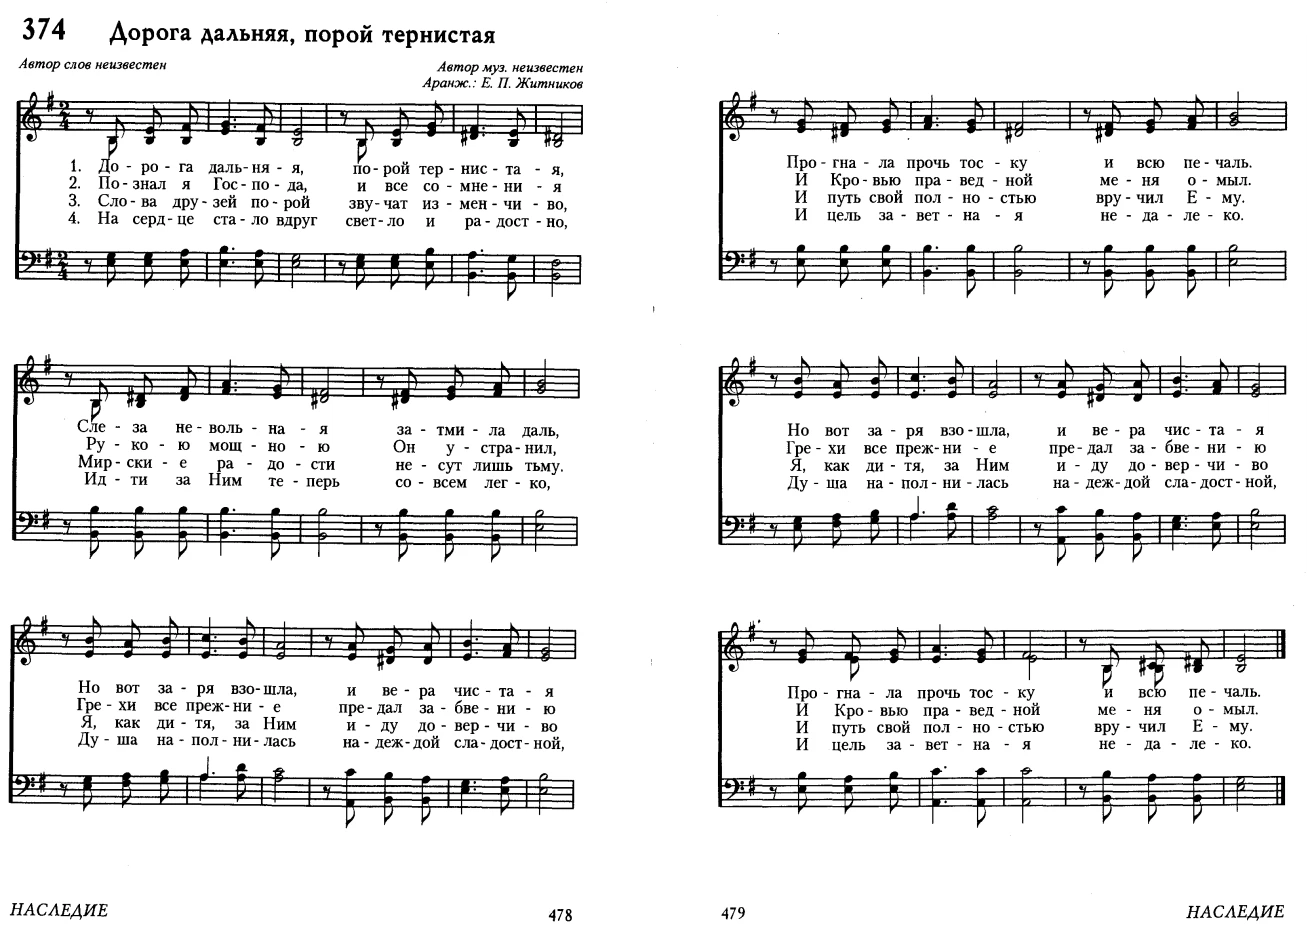 374 Дорога дальняя, порой тернистая
Автор слов неизвестен
Автор муз. неизвестен
Аранж.: Е. П. Житников
1. До - ро - га даль - ня - я, по - рой тер - нис - та - я,
2. По - знал я Гос - по - да, и все со - мне - ни - я
3. Сло - ва дру - зей по - рой зву - чат из - мен - чи - во,
4. На серд - це ста - ло вдруг свет - ло и ра - дост - но,
Сле - за не - воль - на - я за - тми - ла даль,
Ру - ко - ю мощ - но - ю Он у - стра - нил,
Мир - ски - е ра - до - сти не - сут лишь тьму.
Ид - ти за Ним те - перь со - всем лег - ко,
Но вот за - ря взо - шла, и ве - ра чис - та - я
Гре - хи все преж - ни - е пре - дал за - бве - ни - ю
Я, как ди - тя, за Ним и - ду до - вер - чи - во
Ду - ша на - пол - ни - лась на - деж - дой сла - дост - ной,
НАСЛЕДИЕ 478
Про - гна - ла прочь тос - ку и всю пе - чаль.
И Кро - вью пра - вед - ной ме - ня о - мыл.
И путь свой пол - но - стью вру - чил Е - му.
И цель за - вет - на - я не - да - ле - ко.
Но вот за - ря взо - шла, и ве - ра чис - та - я
Гре - хи все преж - ни - е пре - дал за - бве - ни - ю
Я, как ди - тя, за Ним и - ду до - вер - чи - во
Ду - ша на - пол - ни - лась на - деж - дой сла - дост - ной,
Про - гна - ла прочь тос - ку и всю пе - чаль.
И Кро - вью пра - вед - ной ме - ня о - мыл.
И путь свой пол - но - стью вру - чил Е - му.
И цель за - вет - на - я не - да - ле - ко.
479 НАСЛЕДИЕ